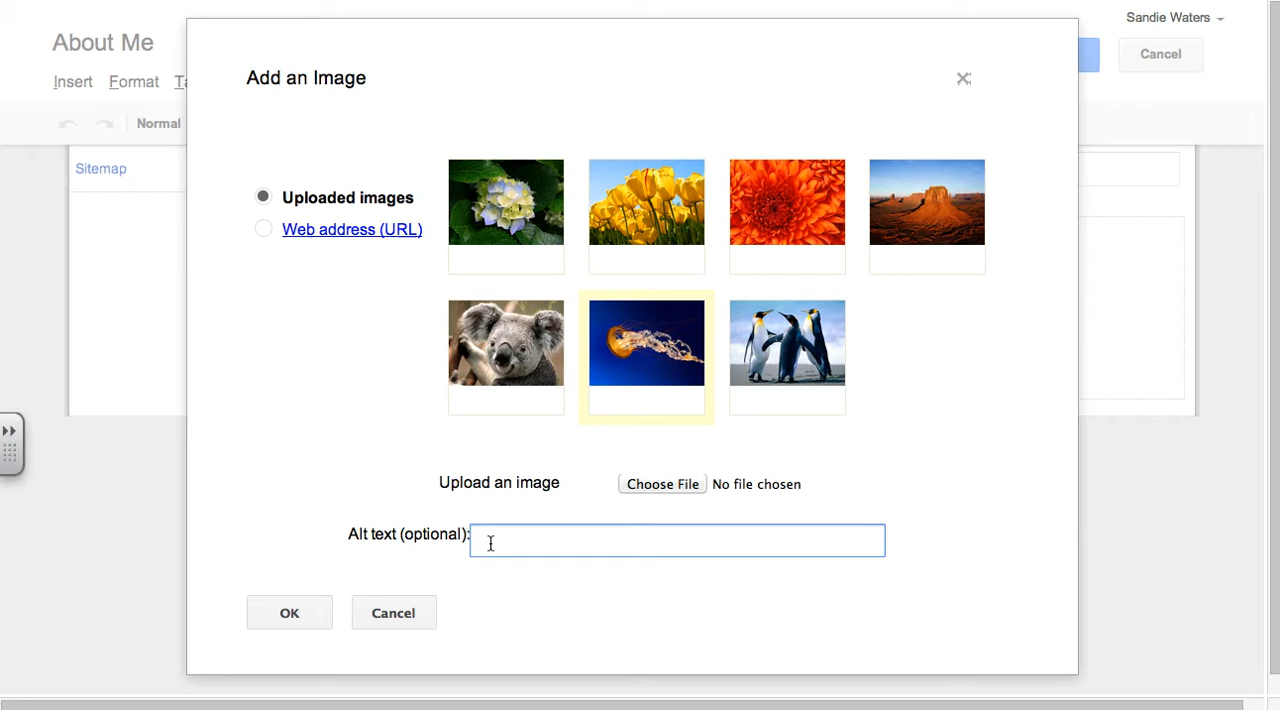 Sandie Waters
About Me
Cancel
Add an Image
Insert Format
Normal
Sitemap
Uploaded images
Web address (URL)
Upload an image Choose File No file chosen
Alt text (optional):
OK Cancel